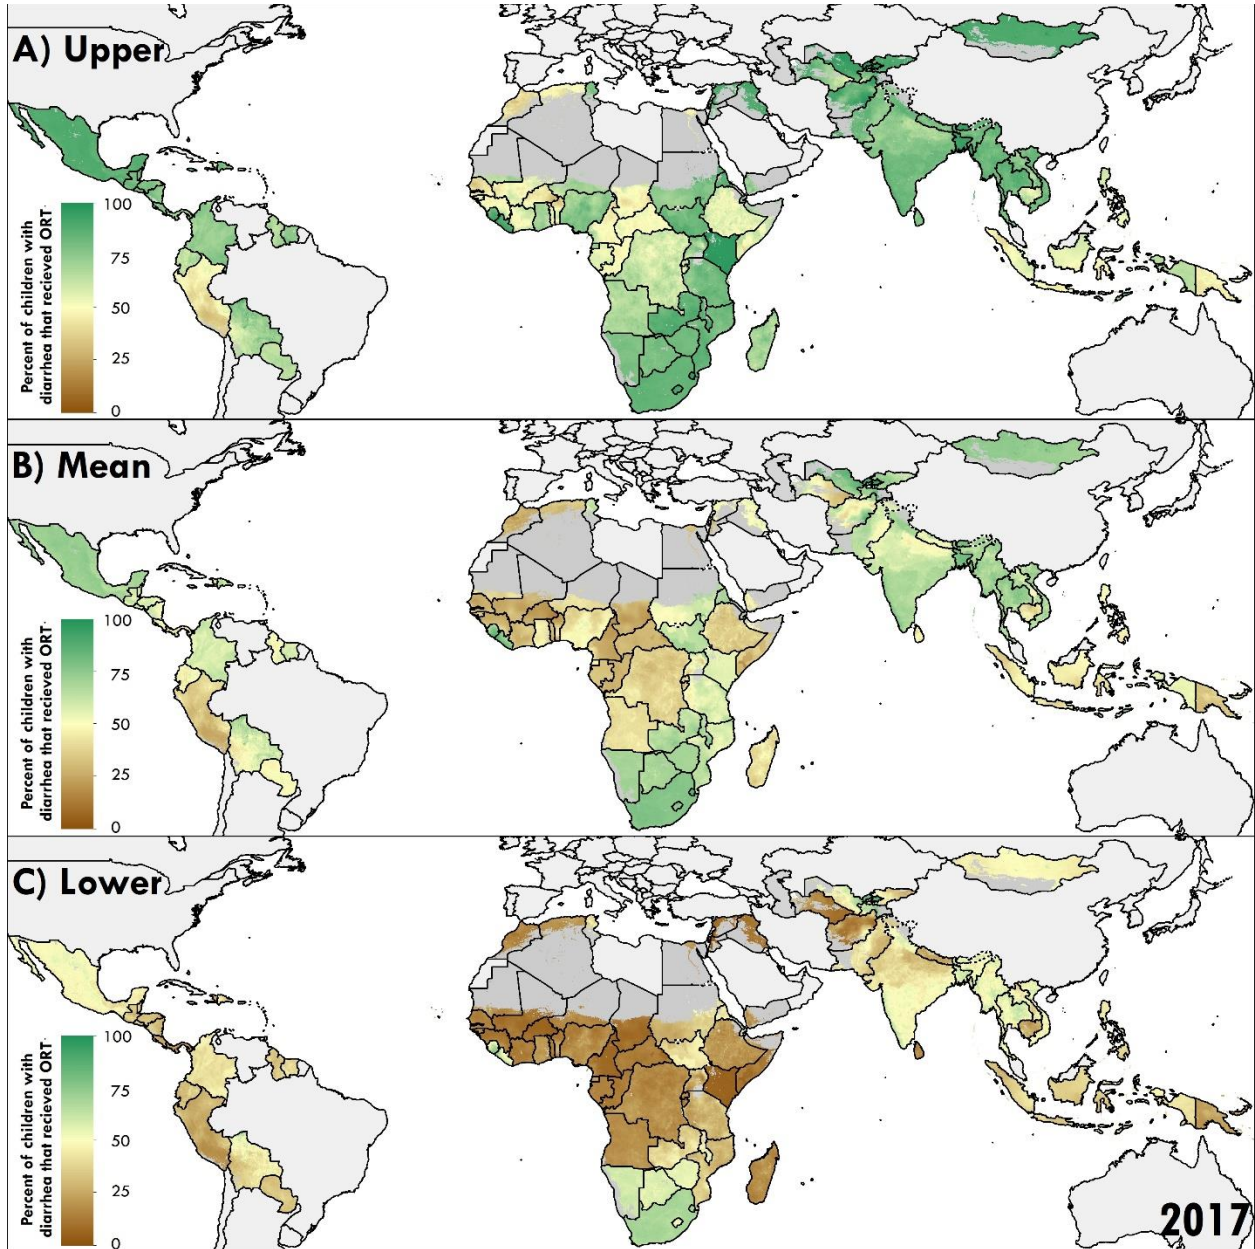 A) Upper
Percent of children with
diarrhea that recieved ORT
100
75
50
25
0
B) Mean
Percent of children with
diarrhea that recieved ORT
100
75
50
25
0
C) Lower
Percent of children with
diarrhea that recieved ORT
100
75
50
25
0
2017